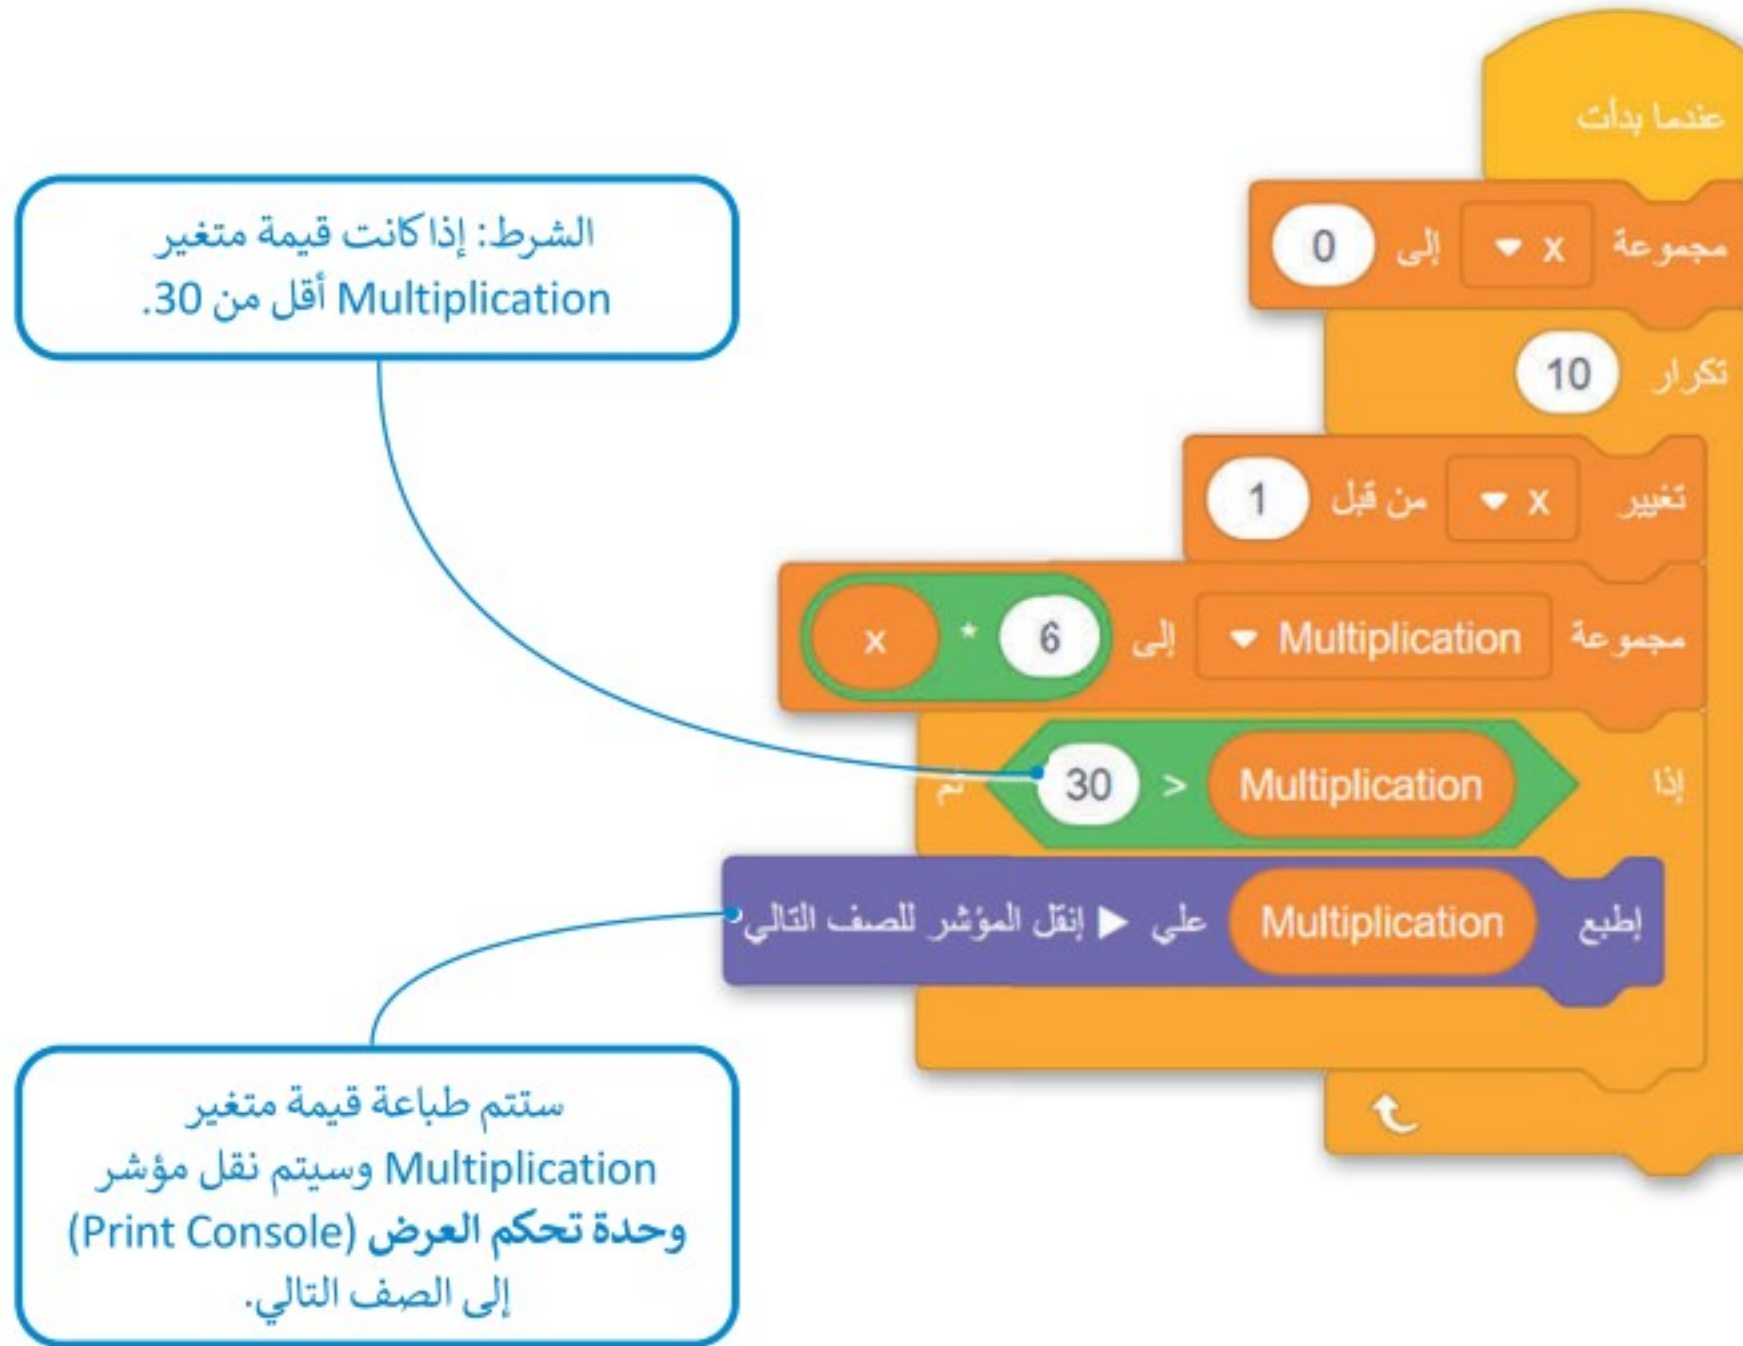 عندما بدأت
مجموعة x إلى 0
تكرار 10
تغيير x من قبل 1
مجموعة Multiplication إلى 6 * x
إذا Multiplication < 30 ثم
إطبع Multiplication علي ◀ إنقل المؤشر للصف التالي
الشرط: إذا كانت قيمة متغير
Multiplication أقل من 30.
ستتم طباعة قيمة متغير
Multiplication وسيتم نقل مؤشر
وحدة تحكم العرض (Print Console)
إلى الصف التالي.